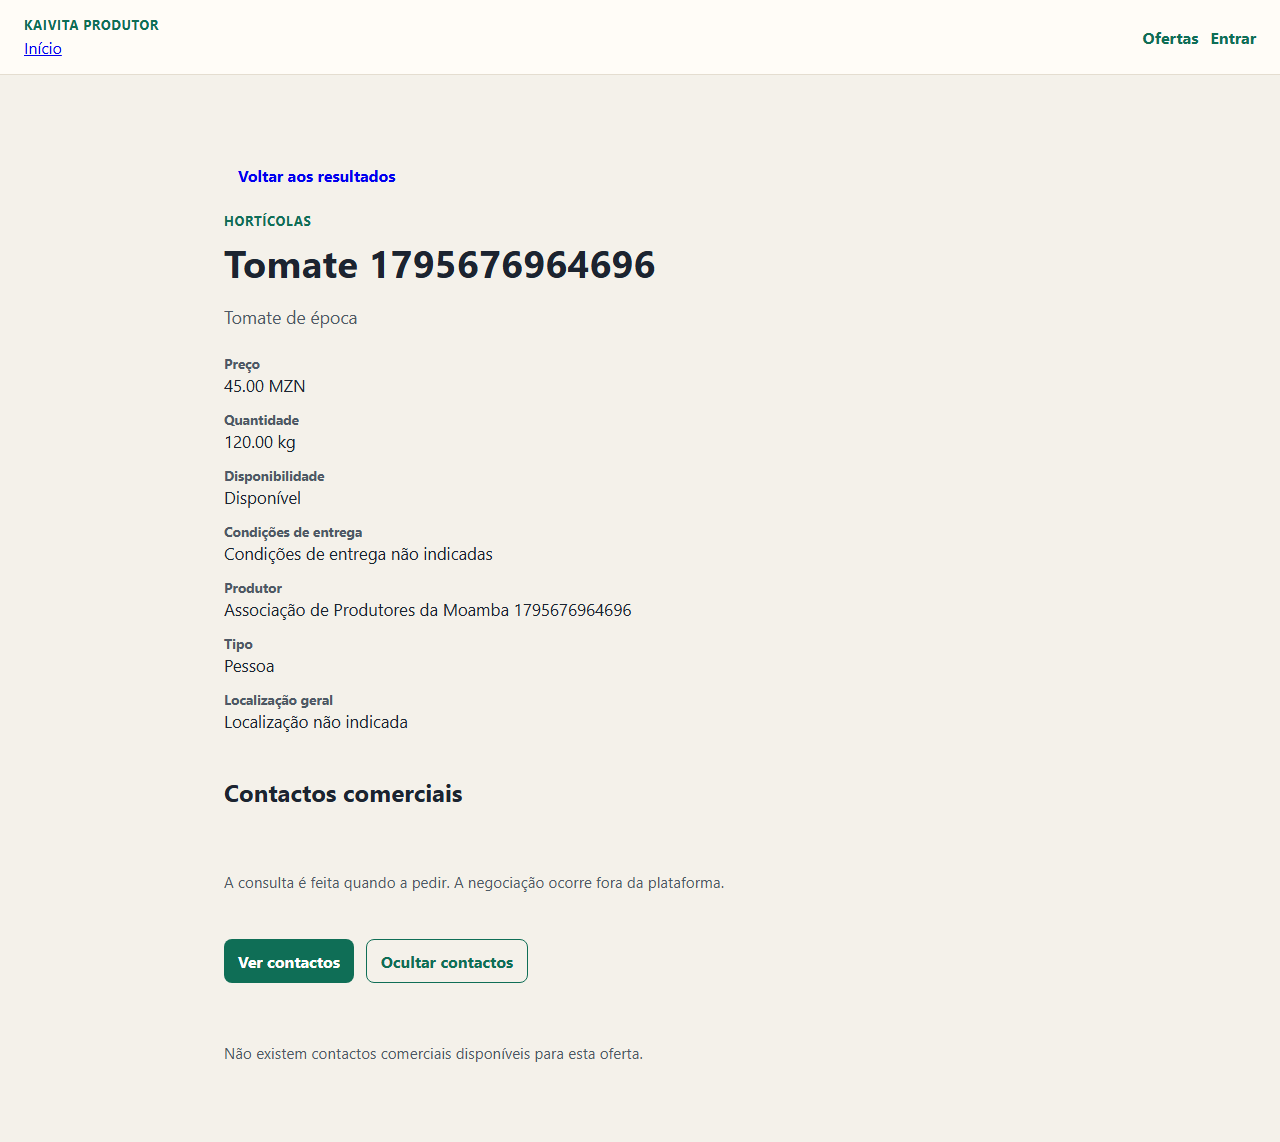 KAIVITA PRODUTOR
Início
Ofertas Entrar
Voltar aos resultados
HORTÍCOLAS
Tomate 1795676964696
Tomate de época
Preço
45.00 MZN
Quantidade
120.00 kg
Disponibilidade
Disponível
Condições de entrega
Condições de entrega não indicadas
Produtor
Associação de Produtores da Moamba 1795676964696
Tipo
Pessoa
Localização geral
Localização não indicada
Contactos comerciais
A consulta é feita quando a pedir. A negociação ocorre fora da plataforma.
Ver contactos Ocultar contactos
Não existem contactos comerciais disponíveis para esta oferta.